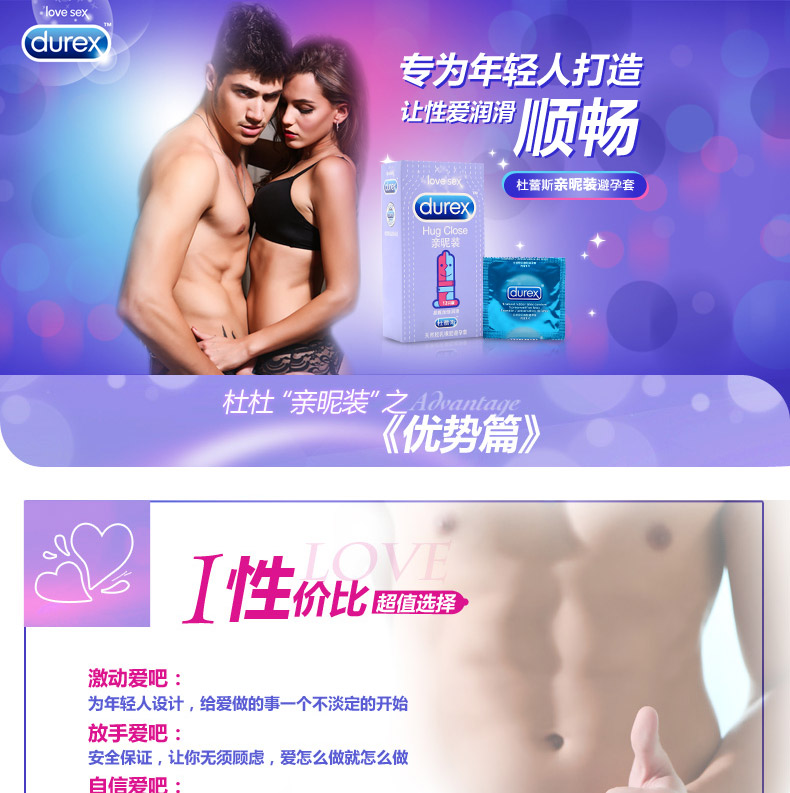 love sex
durex™
专为年轻人打造
让性爱润滑 顺畅
杜蕾斯亲昵装避孕套
love sex
durex
Hug Close
亲昵装
杜蕾斯
durex
杜杜“亲昵装”之
Advantage
《优势篇》
LOVE
I性价比 超值选择
激动爱吧：
为年轻人设计，给爱做的事一个不淡定的开始
放手爱吧：
安全保证，让你无须顾虑，爱怎么做就怎么做
自信爱吧：